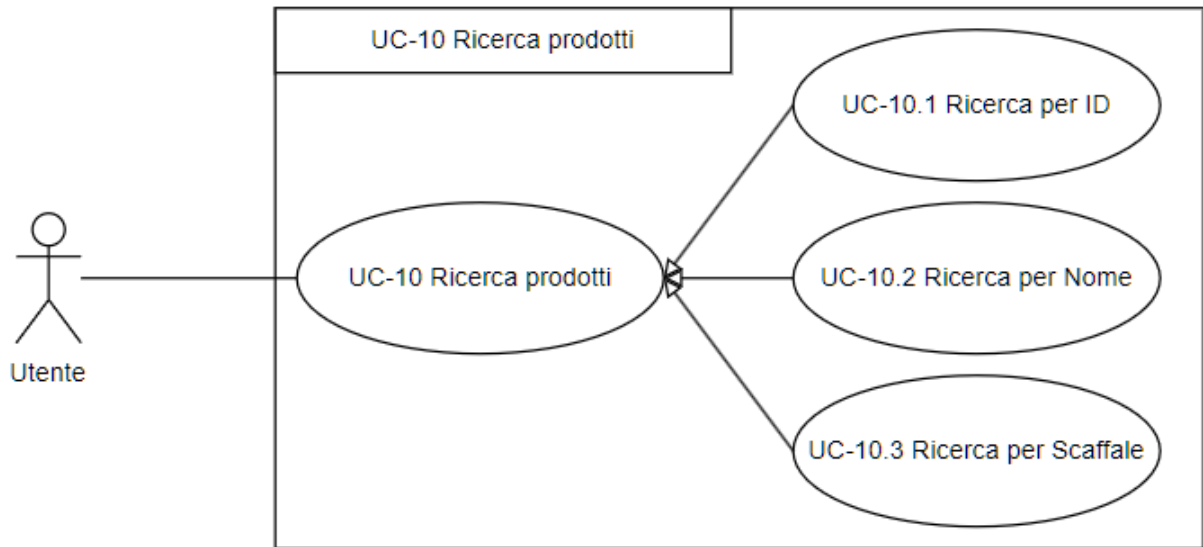 UC-10 Ricerca prodotti
UC-10.1 Ricerca per ID
UC-10 Ricerca prodotti
UC-10.2 Ricerca per Nome
Utente
UC-10.3 Ricerca per Scaffale